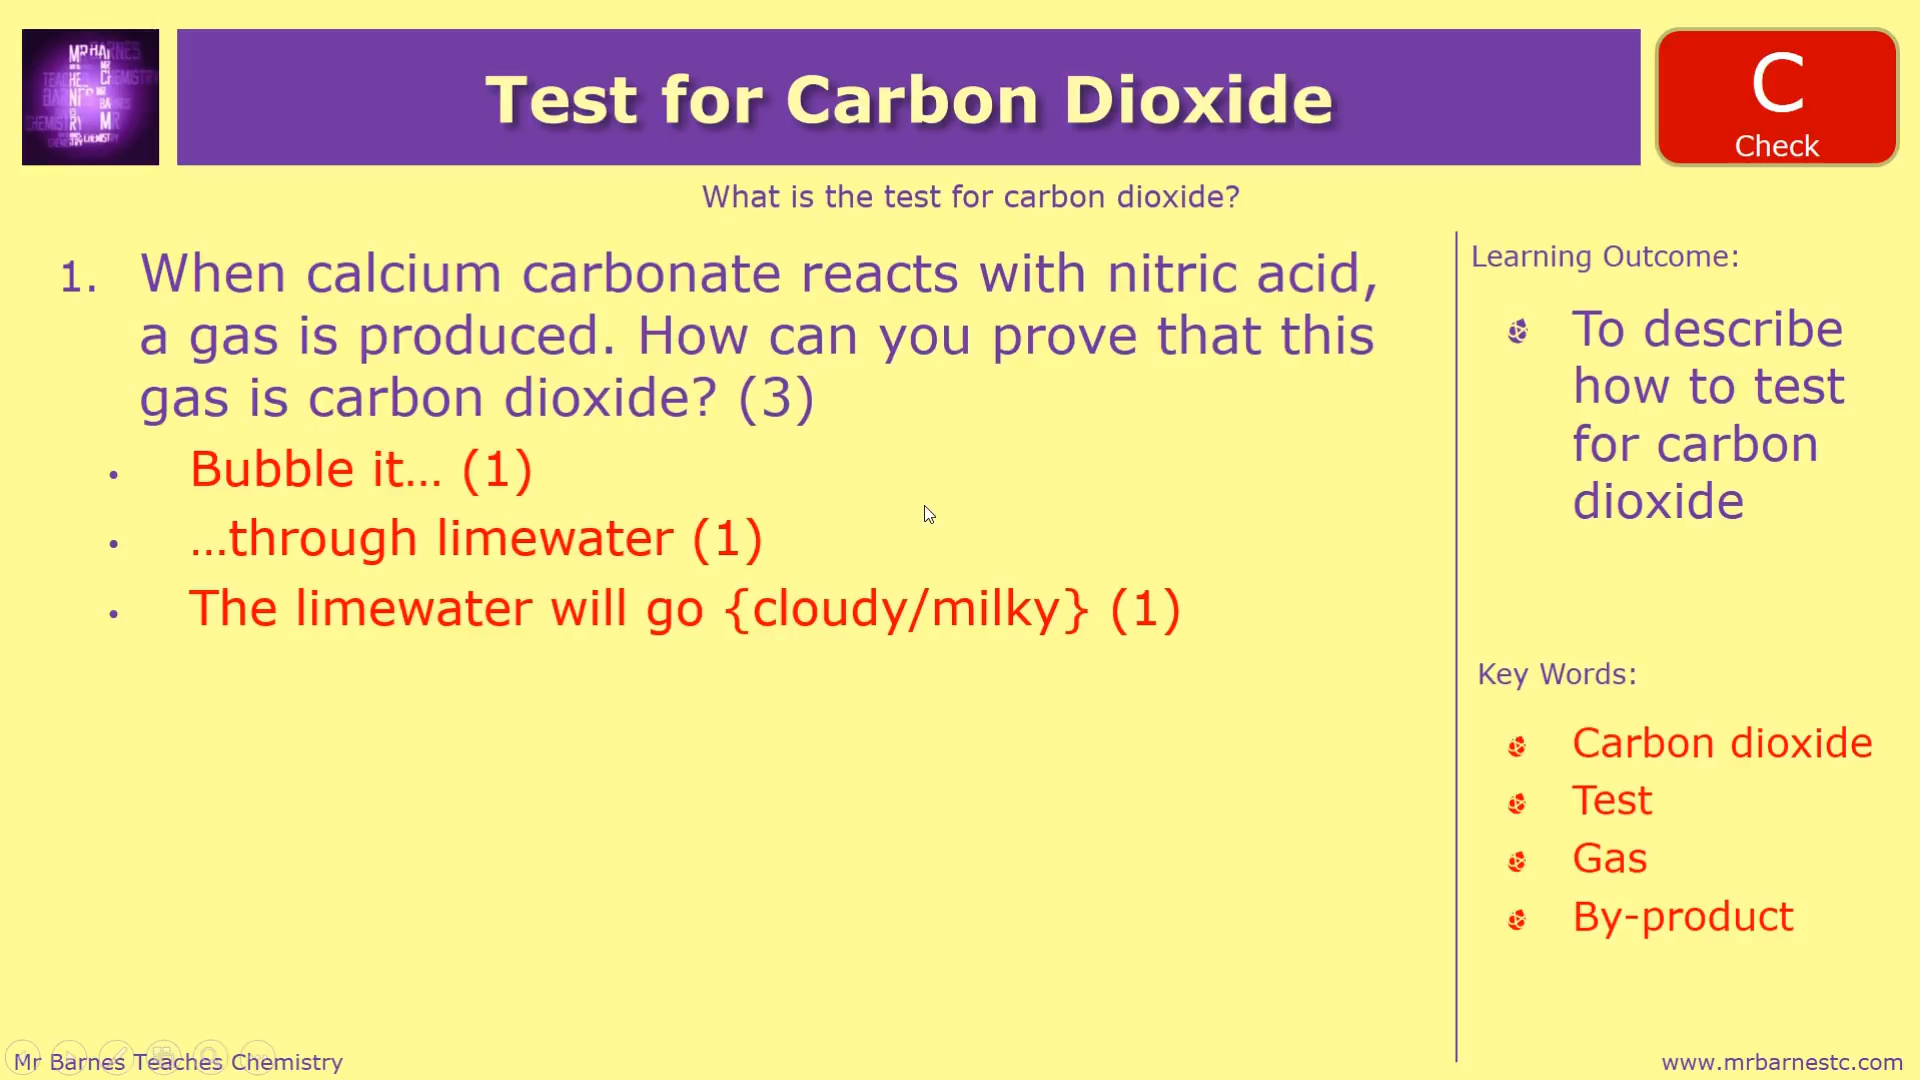 Test for Carbon Dioxide
C
Check
What is the test for carbon dioxide?
1. When calcium carbonate reacts with nitric acid,
a gas is produced. How can you prove that this
gas is carbon dioxide? (3)
• Bubble it... (1)
• ...through limewater (1)
• The limewater will go {cloudy/milky} (1)
Learning Outcome:
To describe
how to test
for carbon
dioxide
Key Words:
Carbon dioxide
Test
Gas
By-product
Mr Barnes Teaches Chemistry
www.mrbarnestc.com